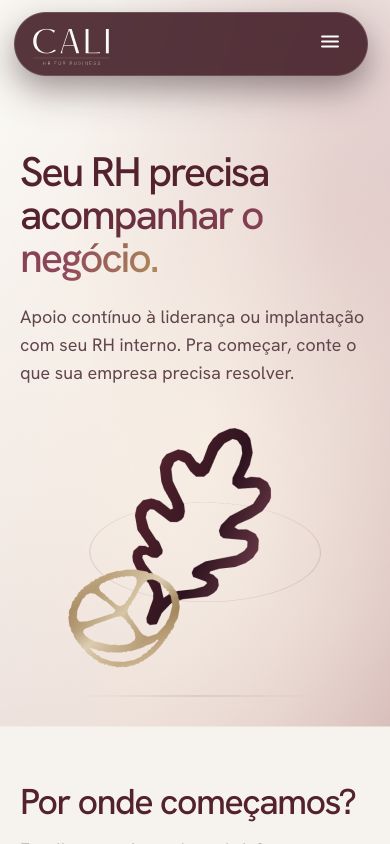 CALI
HR FOR BUSINESS
Seu RH precisa
acompanhar o
negócio.
Apoio contínuo à liderança ou implantação
com seu RH interno. Pra começar, conte o
que sua empresa precisa resolver.
Por onde começamos?